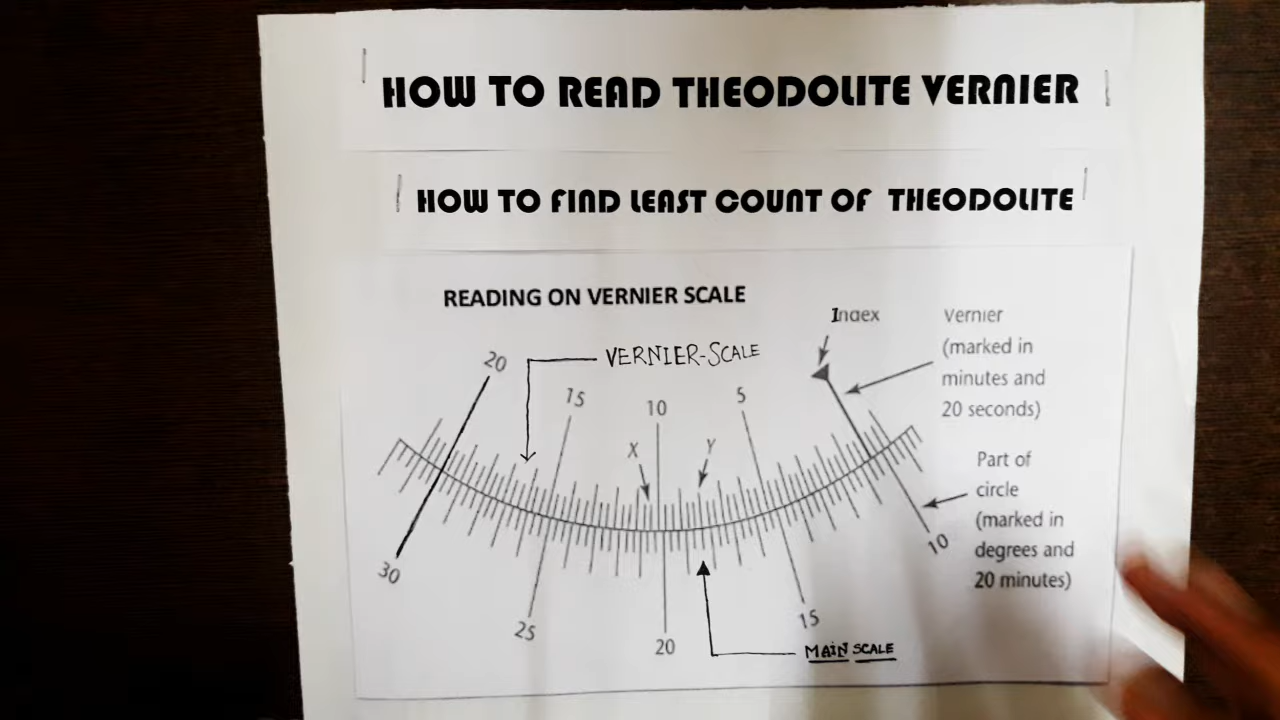 HOW TO READ THEODOLITE VERNIER
HOW TO FIND LEAST COUNT OF THEODOLITE
READING ON VERNIER SCALE
Index
Vernier
(marked in
minutes and
20 seconds)
VERNIER-SCALE
20
15
10
5
X
Y
Part of
circle
(marked in
degrees and
20 minutes)
30
25
20
15
10
MAIN SCALE